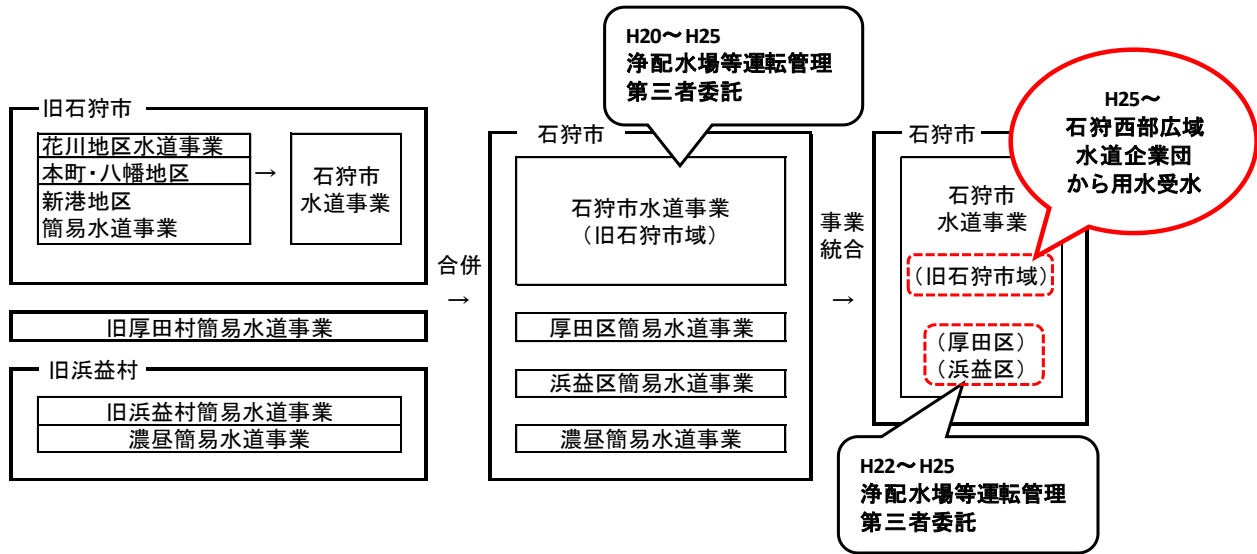 旧石狩市
花川地区水道事業
本町・八幡地区
新港地区
簡易水道事業
→
石狩市
水道事業
旧厚田村簡易水道事業
旧浜益村
旧浜益村簡易水道事業
濃昼簡易水道事業
合併
→
H20～H25
浄配水場等運転管理
第三者委託
石狩市
石狩市水道事業
（旧石狩市域）
厚田区簡易水道事業
浜益区簡易水道事業
濃昼簡易水道事業
事業
統合
→
石狩市
H25～
石狩西部広域
水道企業団
から用水受水
石狩市
水道事業
（旧石狩市域）
（厚田区）
（浜益区）
H22～H25
浄配水場等運転管理
第三者委託